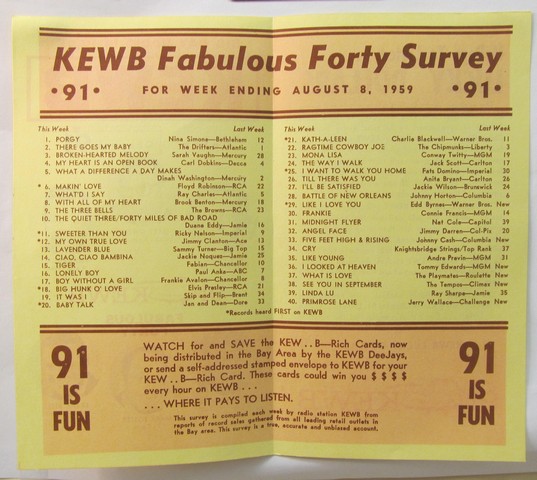 KEWB Fabulous Forty Survey
•91• FOR WEEK ENDING AUGUST 8, 1959 •91•
This Week Last Week
1. PORGY Nina Simone—Bethleham 12
2. THERE GOES MY BABY The Drifters—Atlantic 1
3. BROKEN-HEARTED MELODY Sarah Vaughn—Mercury 28
4. MY HEART IS AN OPEN BOOK Carl Dobkins—Decca 4
5. WHAT A DIFFERENCE A DAY MAKES
Dinah Washington—Mercury 2
*6. MAKIN' LOVE Floyd Robinson—RCA 22
7. WHAT'D I SAY Ray Charles—Atlantic 5
8. WITH ALL OF MY HEART Brook Benton—Mercury 18
9. THE THREE BELLS The Browns—RCA 23
10. THE QUIET THREE/FORTY MILES OF BAD ROAD
Duane Eddy—Jamie 16
*11. SWEETER THAN YOU Ricky Nelson—Imperial 9
*12. MY OWN TRUE LOVE Jimmy Clanton—Ace 13
13. LAVENDER BLUE Sammy Turner—Big Top 15
14. CIAO, CIAO BAMBINA Jackie Noquez—Jamie 25
15. TIGER Fabian—Chancellor 10
16. LONELY BOY Paul Anka—ABC 7
17. BOY WITHOUT A GIRL Frankie Avalon—Chancellor 8
*18. BIG HUNK O' LOVE Elvis Presley—RCA 21
19. IT WAS I Skip and Flip—Brent 34
*20. BABY TALK Jan and Dean—Dore 33
This Week Last Week
*21. KATH-A-LEEN Charlie Blackwell—Warner Bros. 11
22. RAGTIME COWBOY JOE The Chipmunks—Liberty 3
23. MONA LISA Conway Twitty—MGM 19
24. THE WAY I WALK Jack Scott—Carlton 17
*25. I WANT TO WALK YOU HOME Fats Domino—Imperial 30
26. TILL THERE WAS YOU Anita Bryant—Carlton 26
27. I'LL BE SATISFIED Jackie Wilson—Brunswick 24
28. BATTLE OF NEW ORLEANS Johnny Horton—Columbia 6
*29. LIKE I LOVE YOU Edd Byrnes—Warner Bros. New
30. FRANKIE Connie Francis—MGM 14
31. MIDNIGHT FLYER Nat Cole—Capitol 39
32. ANGEL FACE Jimmy Darren—Col-Pix 20
33. FIVE FEET HIGH & RISING Johnny Cash—Columbia New
34. CRY Knightsbridge Strings/Top Rank 37
35. LIKE YOUNG Andre Previn—MGM 31
36. I LOOKED AT HEAVEN Tommy Edwards—MGM New
37. WHAT IS LOVE The Playmates—Roulette New
38. SEE YOU IN SEPTEMBER The Tempos—Climax New
39. LINDA LU Ray Sharpe—Jamie 35
40. PRIMROSE LANE Jerry Wallace—Challenge New
*Records heard FIRST on KEWB
91
IS
FUN
WATCH for and SAVE the KEW..B—Rich Cards, now
being distributed in the Bay Area by the KEWB DeeJays,
or send a self-addressed stamped envelope to KEWB for your
KEW..B—Rich Card. These cards could win you $ $ $ $
every hour on KEWB . . .
. . . WHERE IT PAYS TO LISTEN.
This survey is compiled each week by radio station KEWB from
reports of record sales gathered from all leading retail outlets in
the Bay area. This survey is a true, accurate and unbiased account.
91
IS
FUN